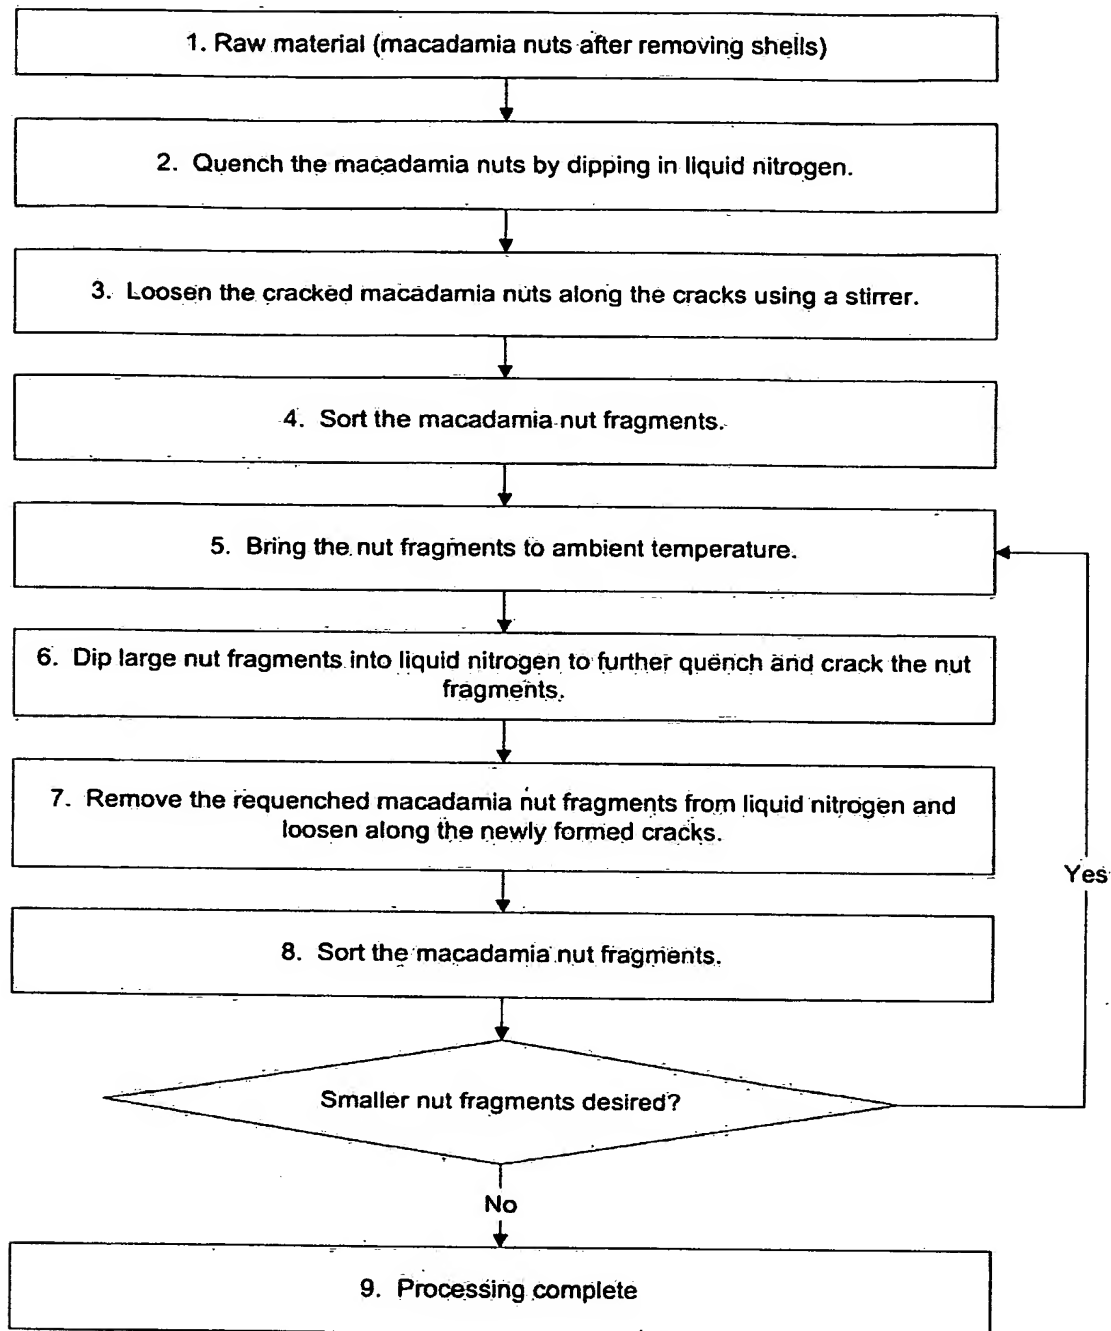 1. Raw material (macadamia nuts after removing shells)
2. Quench the macadamia nuts by dipping in liquid nitrogen.
3. Loosen the cracked macadamia nuts along the cracks using a stirrer.
4. Sort the macadamia nut fragments.
5. Bring the nut fragments to ambient temperature.
6. Dip large nut fragments into liquid nitrogen to further quench and crack the nut
fragments.
7. Remove the requenched macadamia nut fragments from liquid nitrogen and
loosen along the newly formed cracks.
Yes
8. Sort the macadamia nut fragments.
Smaller nut fragments desired?
No
9. Processing complete